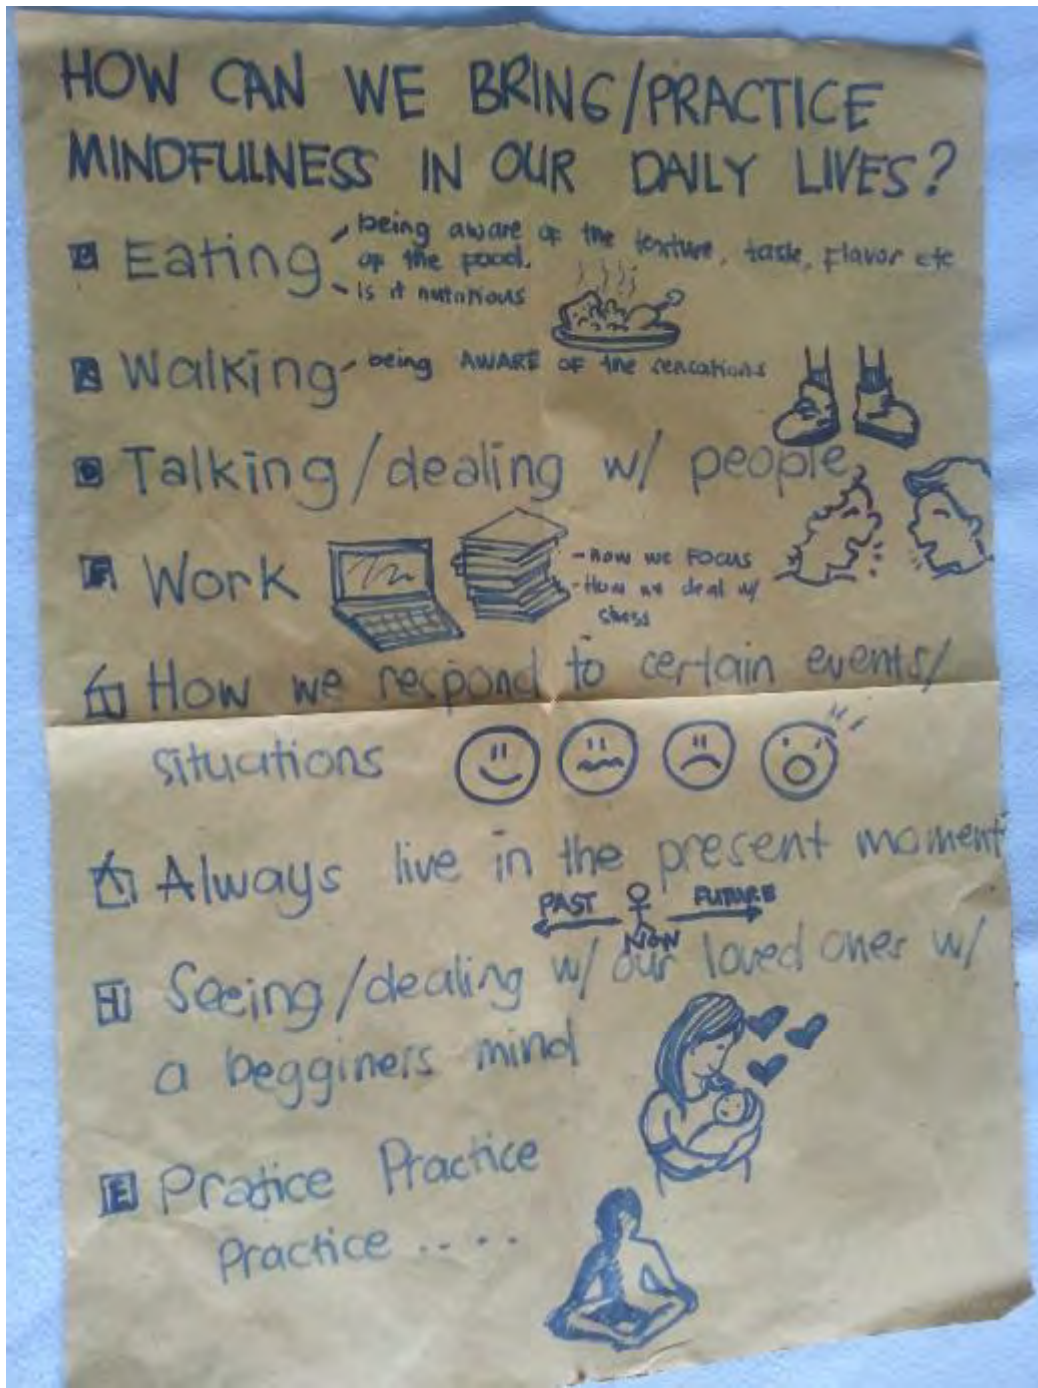 HOW CAN WE BRING/PRACTICE
MINDFULNESS IN OUR DAILY LIVES?
Eating - being aware of the texture, taste, flavor etc
of the food.
- is it nutritious
Walking - being AWARE OF the sensations
Talking/dealing w/ people
Work
- How we FOCUS
- How we deal w/
stress
How we respond to certain events/
situations
Always live in the present moment
PAST FUTURE
NOW
Seeing/dealing w/ our loved ones w/
a begginers mind
Pratice Practice
Practice ....